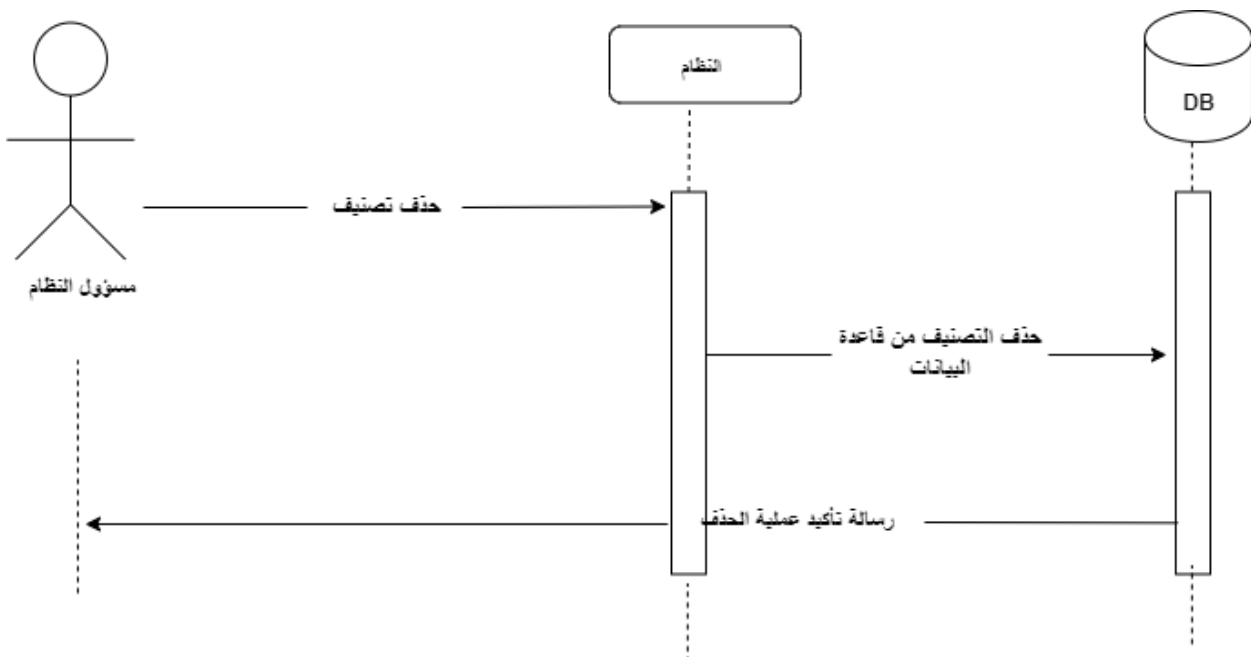 النظام
DB
حذف تصنيف
مسؤول النظام
حذف التصنيف من قاعدة
البيانات
رسالة تأكيد عملية الحذف